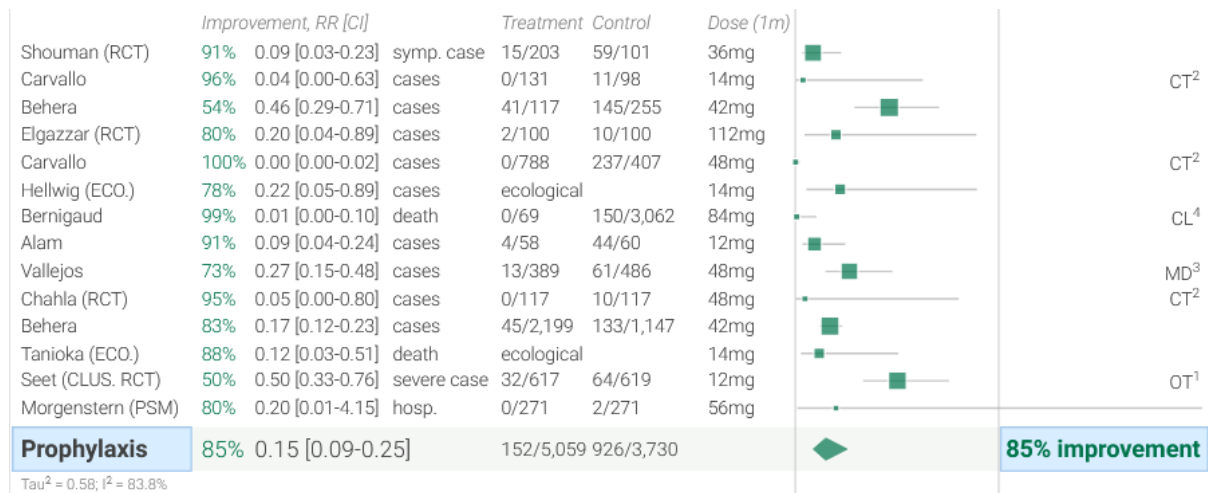 Improvement, RR [CI] Treatment Control Dose (1m)
Shouman (RCT) 91% 0.09 [0.03-0.23] symp. case 15/203 59/101 36mg
Carvallo 96% 0.04 [0.00-0.63] cases 0/131 11/98 14mg CT²
Behera 54% 0.46 [0.29-0.71] cases 41/117 145/255 42mg
Elgazzar (RCT) 80% 0.20 [0.04-0.89] cases 2/100 10/100 112mg
Carvallo 100% 0.00 [0.00-0.02] cases 0/788 237/407 48mg CT²
Hellwig (ECO.) 78% 0.22 [0.05-0.89] cases ecological 14mg
Bernigaud 99% 0.01 [0.00-0.10] death 0/69 150/3,062 84mg CL⁴
Alam 91% 0.09 [0.04-0.24] cases 4/58 44/60 12mg
Vallejos 73% 0.27 [0.15-0.48] cases 13/389 61/486 48mg MD³
Chahla (RCT) 95% 0.05 [0.00-0.80] cases 0/117 10/117 48mg CT²
Behera 83% 0.17 [0.12-0.23] cases 45/2,199 133/1,147 42mg
Tanioka (ECO.) 88% 0.12 [0.03-0.51] death ecological 14mg
Seet (CLUS. RCT) 50% 0.50 [0.33-0.76] severe case 32/617 64/619 12mg OT¹
Morgenstern (PSM) 80% 0.20 [0.01-4.15] hosp. 0/271 2/271 56mg
Prophylaxis 85% 0.15 [0.09-0.25] 152/5,059 926/3,730 85% improvement
Tau² = 0.58; I² = 83.8%